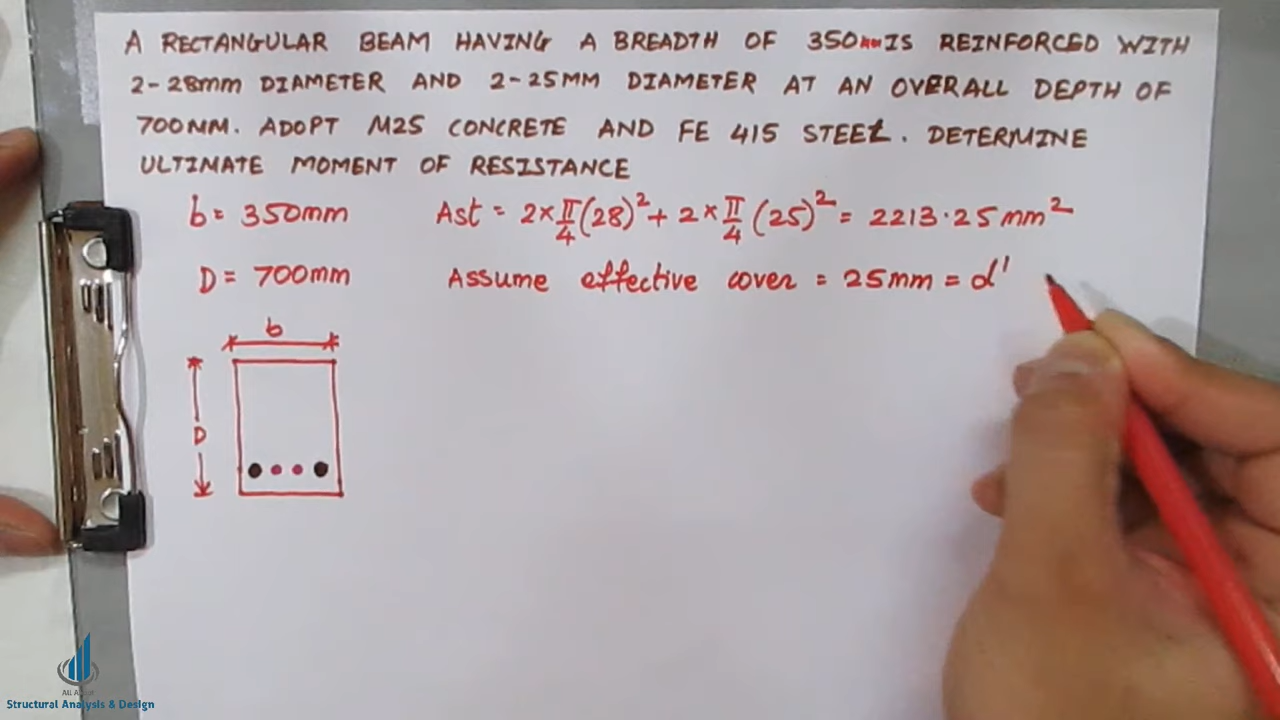 A RECTANGULAR BEAM HAVING A BREADTH OF 350mm IS REINFORCED WITH
2-28mm DIAMETER AND 2-25MM DIAMETER AT AN OVERALL DEPTH OF
700MM. ADOPT M25 CONCRETE AND FE 415 STEEL. DETERMINE
ULTIMATE MOMENT OF RESISTANCE
b = 350mm Ast = 2 × π/4 (28)² + 2 × π/4 (25)² = 2213.25 mm²
D = 700mm Assume effective cover = 25mm = d'
b
D
Structural Analysis & Design